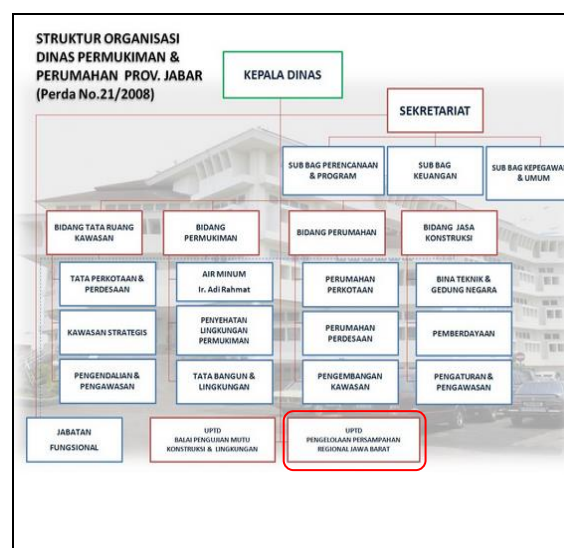 STRUKTUR ORGANISASI
DINAS PERMUKIMAN &
PERUMAHAN PROV. JABAR
(Perda No.21/2008)
KEPALA DINAS
SEKRETARIAT
SUB BAG PERENCANAAN
& PROGRAM
SUB BAG
KEUANGAN
SUB BAG KEPEGAWAI
& UMUM
BIDANG TATA RUANG
KAWASAN
BIDANG
PERMUKIMAN
BIDANG PERUMAHAN
BIDANG JASA
KONSTRUKSI
TATA PERKOTAAN &
PERDESAAN
AIR MINUM
Ir. Adi Rahmat
PERUMAHAN
PERKOTAAN
BINA TEKNIK &
GEDUNG NEGARA
KAWASAN STRATEGIS
PENYEHATAN
LINGKUNGAN
PERMUKIMAN
PERUMAHAN
PERDESAAN
PEMBERDAYAAN
PENGENDALIAN &
PENGAWASAN
TATA BANGUN &
LINGKUNGAN
PENGEMBANGAN
KAWASAN
PENGATURAN &
PENGAWASAN
JABATAN
FUNGSIONAL
UPTD
BALAI PENGUJIAN MUTU
KONSTRUKSI & LINGKUNGAN
UPTD
PENGELOLAAN PERSAMPAHAN
REGIONAL JAWA BARAT